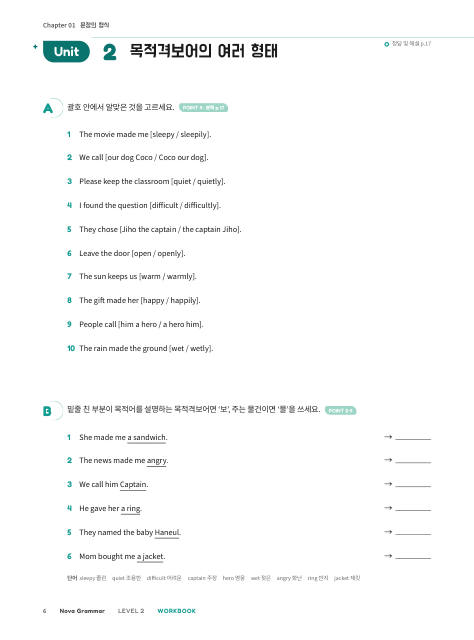 Chapter 01 문장의 형식
Unit 2 목적격보어의 여러 형태
정답 및 해설 p.17
A 괄호 안에서 알맞은 것을 고르세요.
1 The movie made me [sleepy / sleepily].
2 We call [our dog Coco / Coco our dog].
3 Please keep the classroom [quiet / quietly].
4 I found the question [difficult / difficultly].
5 They chose [Jiho the captain / the captain Jiho].
6 Leave the door [open / openly].
7 The sun keeps us [warm / warmly].
8 The gift made her [happy / happily].
9 People call [him a hero / a hero him].
10 The rain made the ground [wet / wetly].
B 밑줄 친 부분이 목적어를 설명하는 목적격보어면 '보', 주는 물건이면 '물'을 쓰세요.
1 She made me a sandwich. →
2 The news made me angry. →
3 We call him Captain. →
4 He gave her a ring. →
5 They named the baby Haneul. →
6 Mom bought me a jacket. →
단어 sleepy 졸린 quiet 조용한 difficult 어려운 captain 주장 hero 영웅 wet 젖은 angry 화난 ring 반지 jacket 재킷
6 Nova Grammar LEVEL 2 WORKBOOK